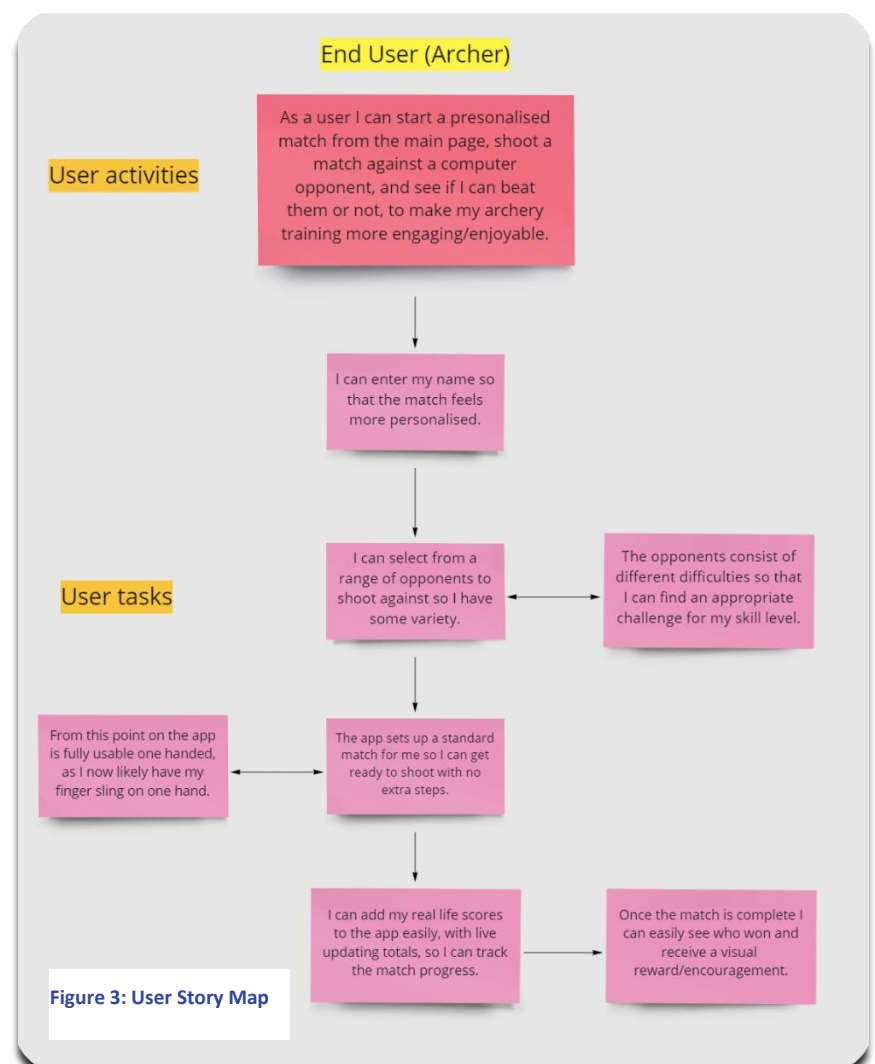 End User (Archer)
As a user I can start a presonalised
match from the main page, shoot a
match against a computer
opponent, and see if I can beat
them or not, to make my archery
training more engaging/enjoyable.
User activities
I can enter my name so
that the match feels
more personalised.
I can select from a
range of opponents to
shoot against so I have
some variety.
The opponents consist of
different difficulties so that
I can find an appropriate
challenge for my skill level.
User tasks
From this point on the app
is fully usable one handed,
as I now likely have my
finger sling on one hand.
The app sets up a standard
match for me so I can get
ready to shoot with no
extra steps.
I can add my real life scores
to the app easily, with live
updating totals, so I can track
the match progress.
Once the match is complete I
can easily see who won and
receive a visual
reward/encouragement.
Figure 3: User Story Map